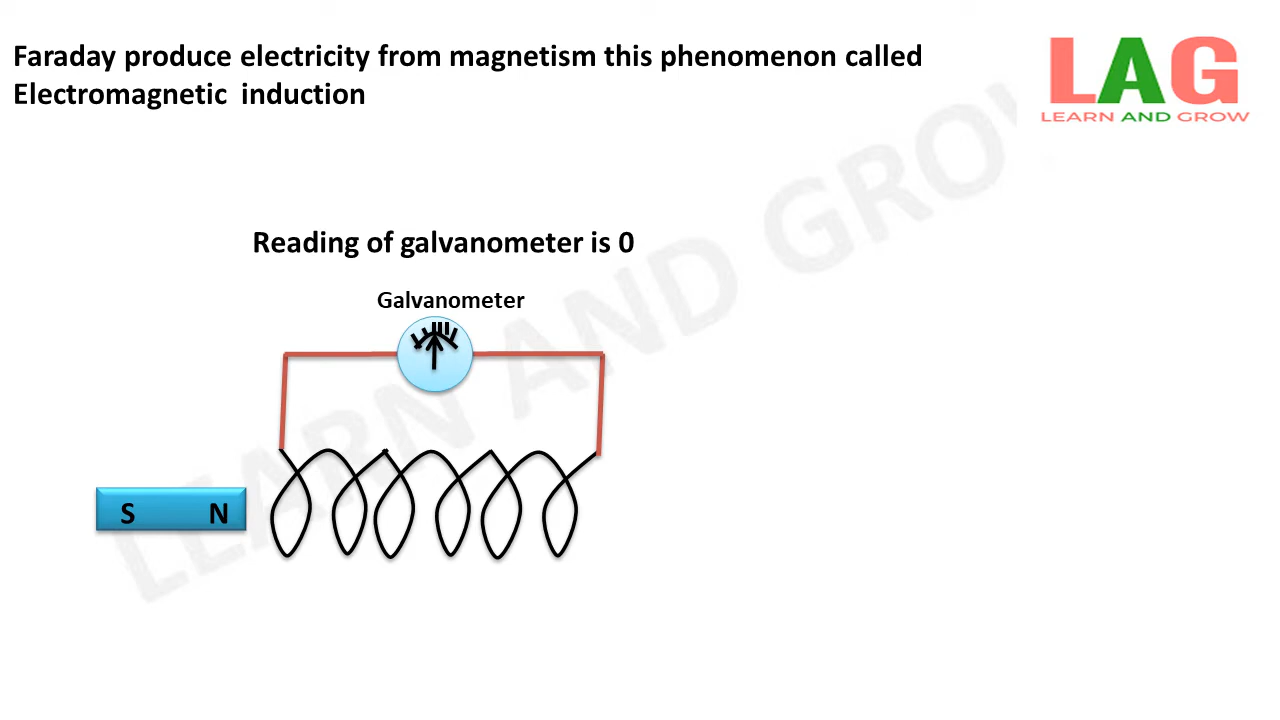 Faraday produce electricity from magnetism this phenomenon called
Electromagnetic induction
LAG
LEARN AND GROW
Reading of galvanometer is 0
Galvanometer
S N
LEARN AND GROW